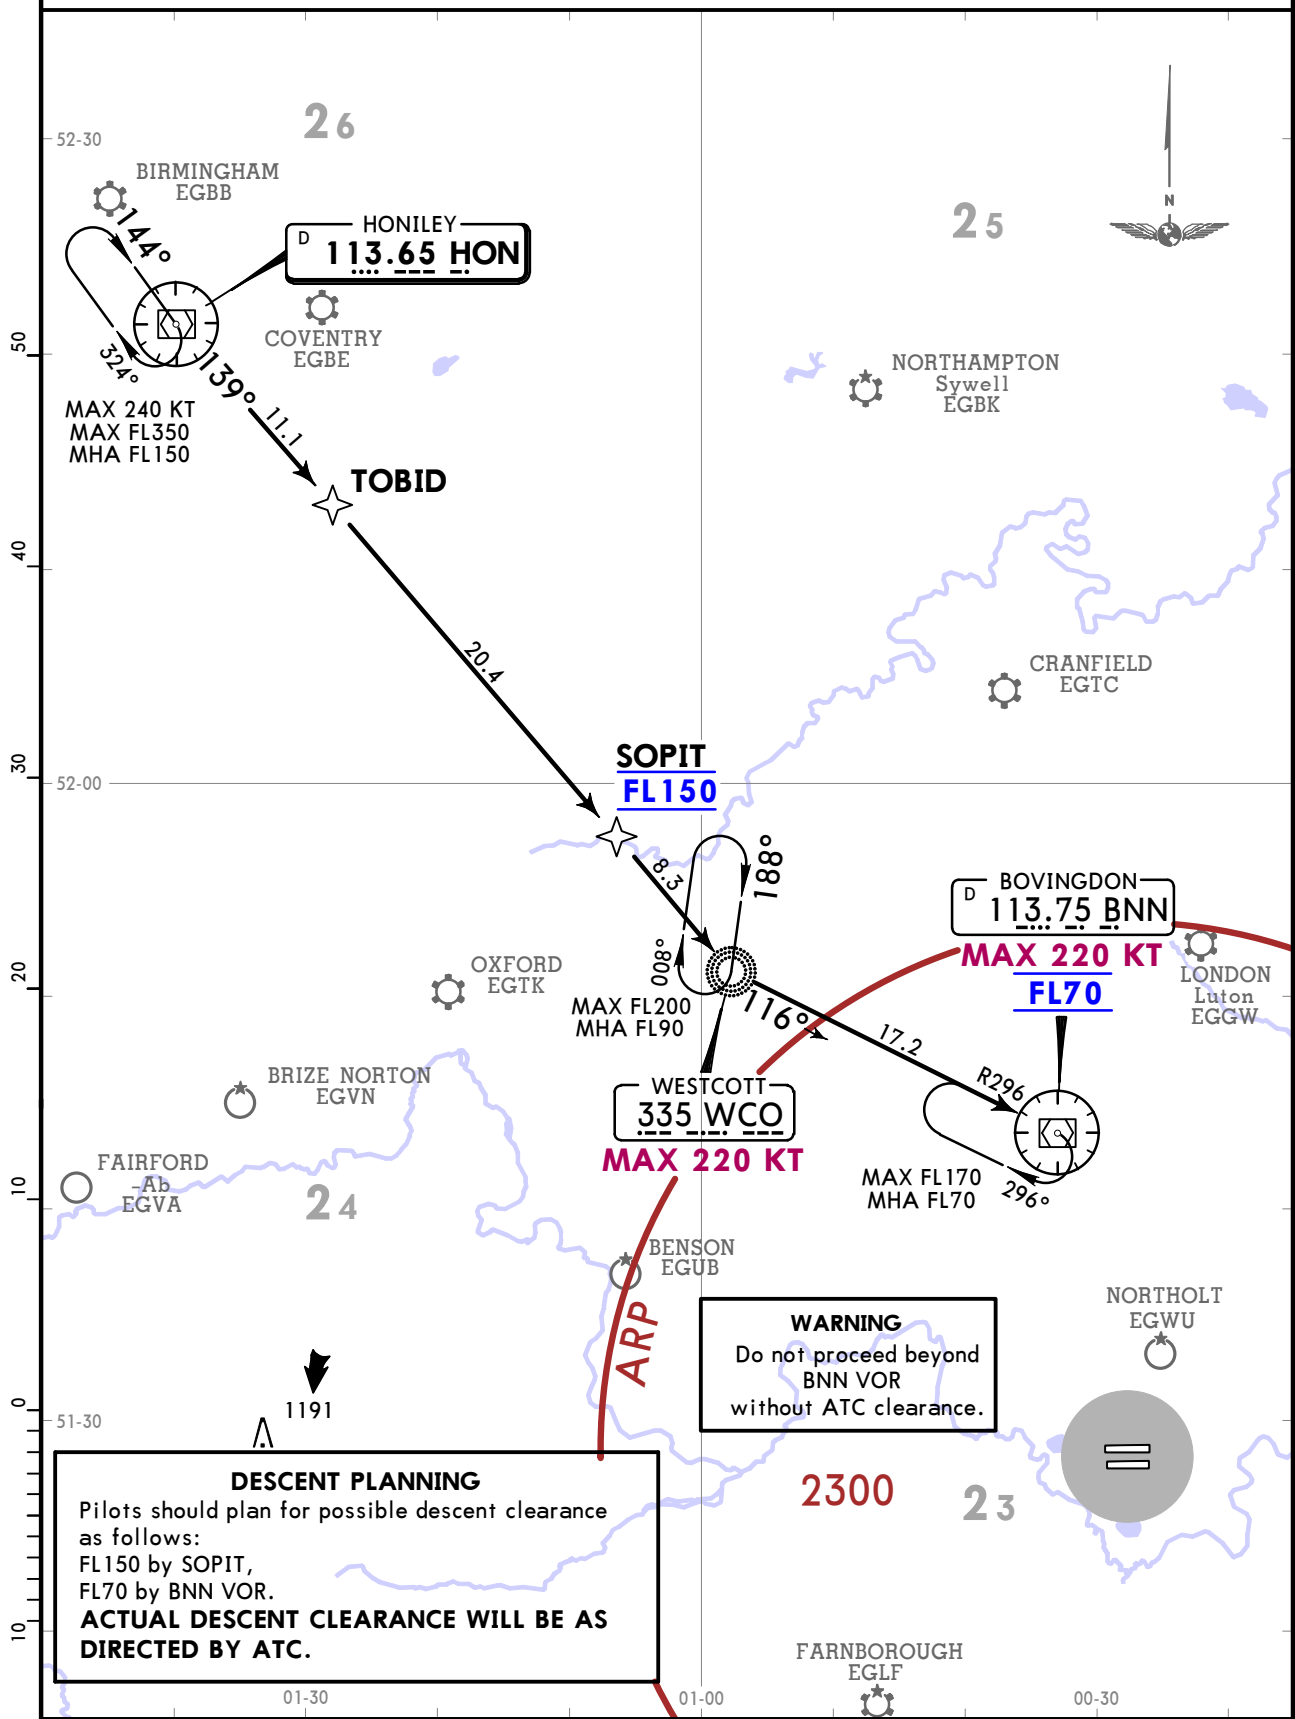 26
52-30
BIRMINGHAM
EGBB
144°
HONILEY
D 113.65 HON
25
N
COVENTRY
EGBE
50
324°
139°
11.1
MAX 240 KT
MAX FL350
MHA FL150
NORTHAMPTON
Sywell
EGBK
TOBID
40
20.4
CRANFIELD
EGTC
30
SOPIT
FL150
52-00
8.3
188°
008°
BOVINGDON
D 113.75 BNN
MAX 220 KT
FL70
LONDON
Luton
EGGW
20
OXFORD
EGTK
MAX FL200
MHA FL90
116°
17.2
R296
BRIZE NORTON
EGVN
WESTCOTT
335 WCO
MAX 220 KT
FAIRFORD
-Ab
EGVA
10
24
MAX FL170
MHA FL70
296°
BENSON
EGUB
ARP
NORTHOLT
EGWU
WARNING
Do not proceed beyond
BNN VOR
without ATC clearance.
0
1191
51-30
DESCENT PLANNING
Pilots should plan for possible descent clearance
as follows:
FL150 by SOPIT,
FL70 by BNN VOR.
ACTUAL DESCENT CLEARANCE WILL BE AS
DIRECTED BY ATC.
2300
23
10
FARNBOROUGH
EGLF
01-30
01-00
00-30